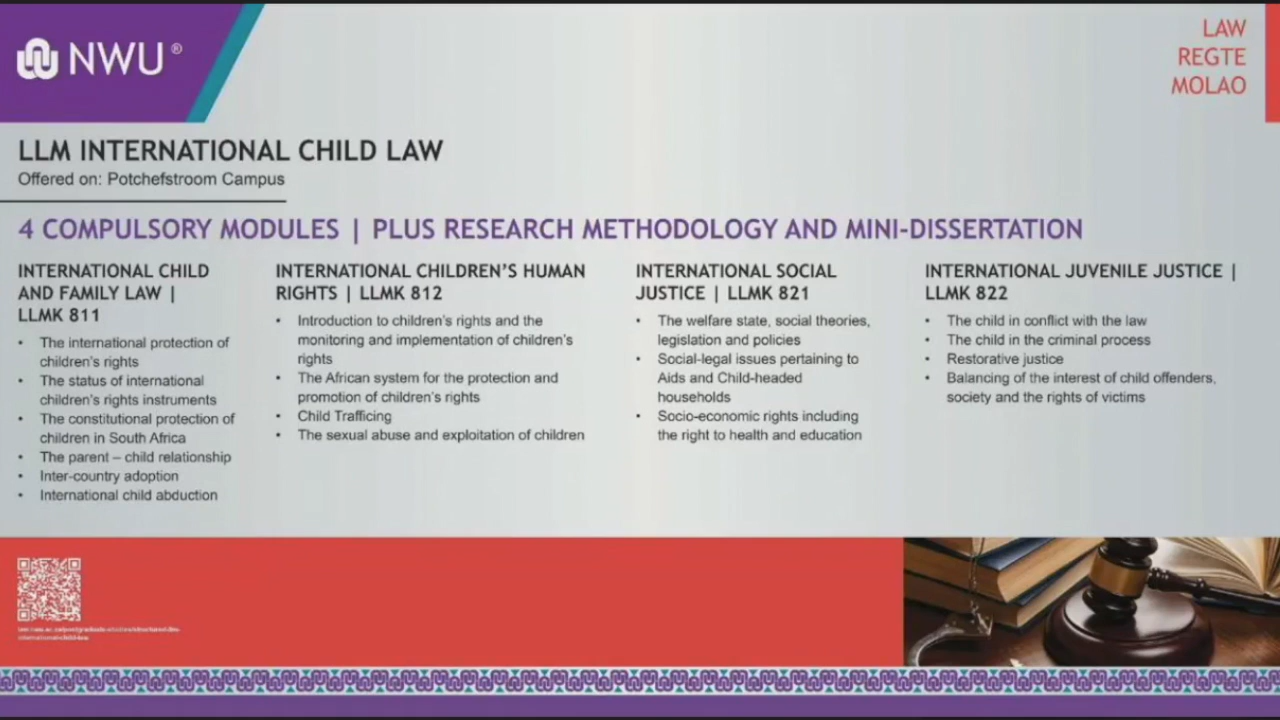 NWU®
LAW
REGTE
MOLAO
LLM INTERNATIONAL CHILD LAW
Offered on: Potchefstroom Campus
4 COMPULSORY MODULES | PLUS RESEARCH METHODOLOGY AND MINI-DISSERTATION
INTERNATIONAL CHILD
AND FAMILY LAW |
LLMK 811
• The international protection of
children's rights
• The status of international
children's rights instruments
• The constitutional protection of
children in South Africa
• The parent – child relationship
• Inter-country adoption
• International child abduction
INTERNATIONAL CHILDREN'S HUMAN
RIGHTS | LLMK 812
• Introduction to children's rights and the
monitoring and implementation of children's
rights
• The African system for the protection and
promotion of children's rights
• Child Trafficing
• The sexual abuse and exploitation of children
INTERNATIONAL SOCIAL
JUSTICE | LLMK 821
• The welfare state, social theories,
legislation and policies
• Social-legal issues pertaining to
Aids and Child-headed
households
• Socio-economic rights including
the right to health and education
INTERNATIONAL JUVENILE JUSTICE |
LLMK 822
• The child in conflict with the law
• The child in the criminal process
• Restorative justice
• Balancing of the interest of child offenders,
society and the rights of victims